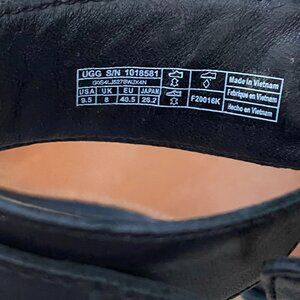 UGG S/N 1018581
USA UK EU JAPAN
9.5 8 40.5 26.2
F20016K
Made in Vietnam
Fabriqué en Vietnam
Hecho en Vietnam